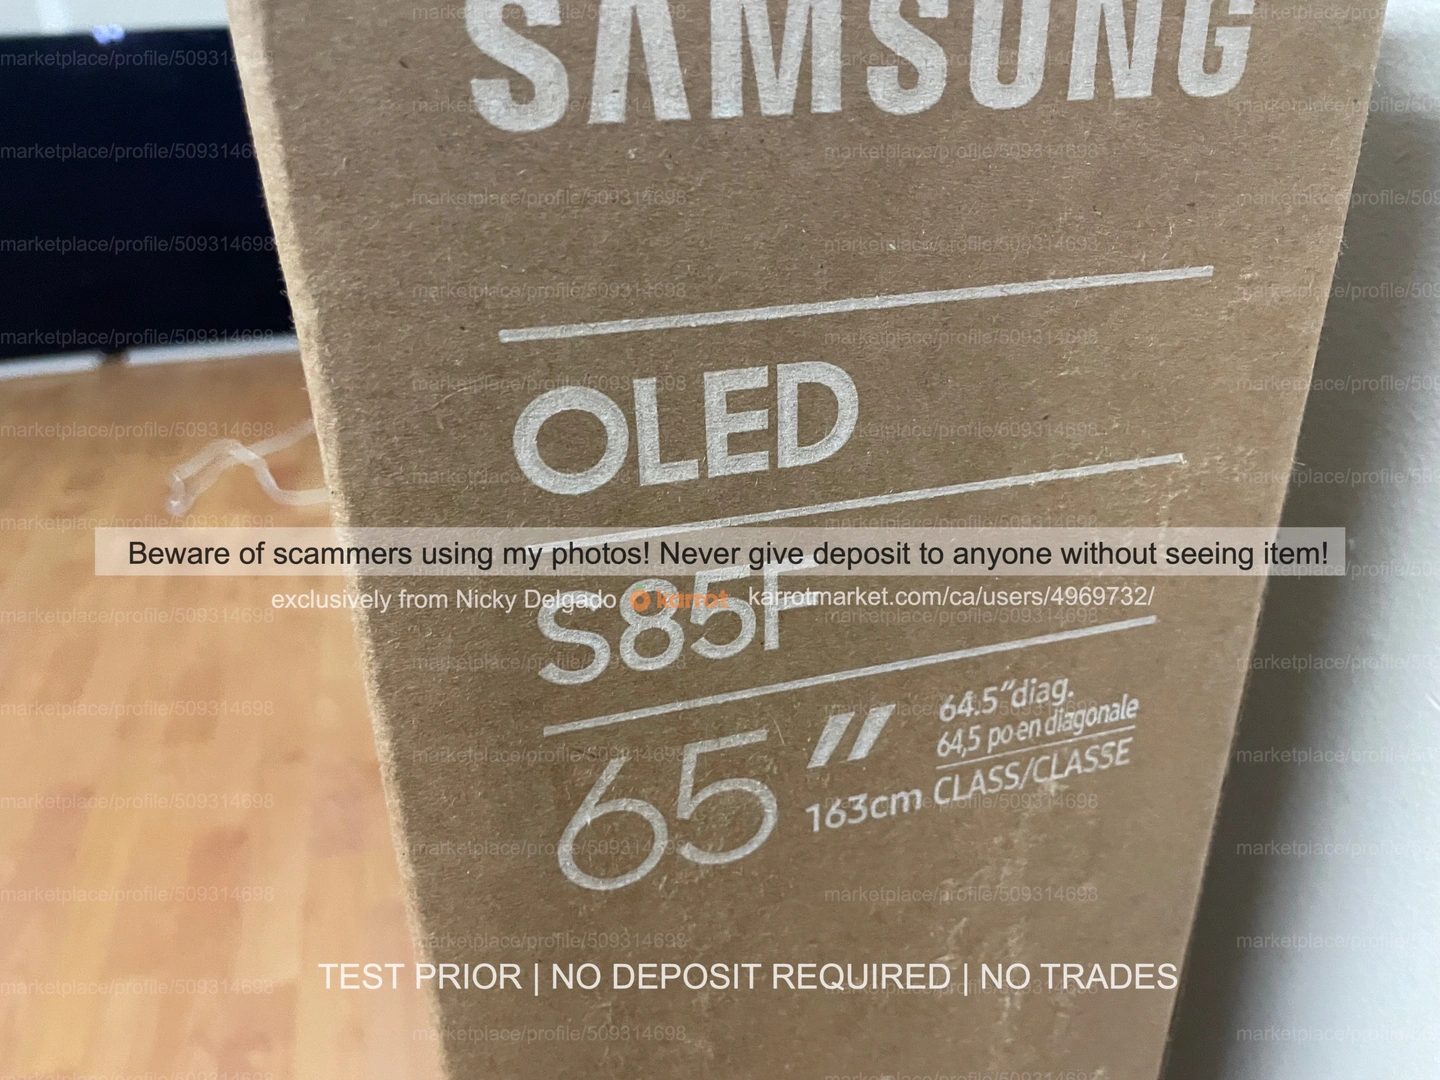 SAMSUNG
OLED
Beware of scammers using my photos! Never give deposit to anyone without seeing item!
exclusively from Nicky Delgado karrot karrotmarket.com/ca/users/4969732/
S85F
65” 64.5”diag.
64,5 po en diagonale
163cm CLASS/CLASSE
TEST PRIOR | NO DEPOSIT REQUIRED | NO TRADES
marketplace/profile/509314698